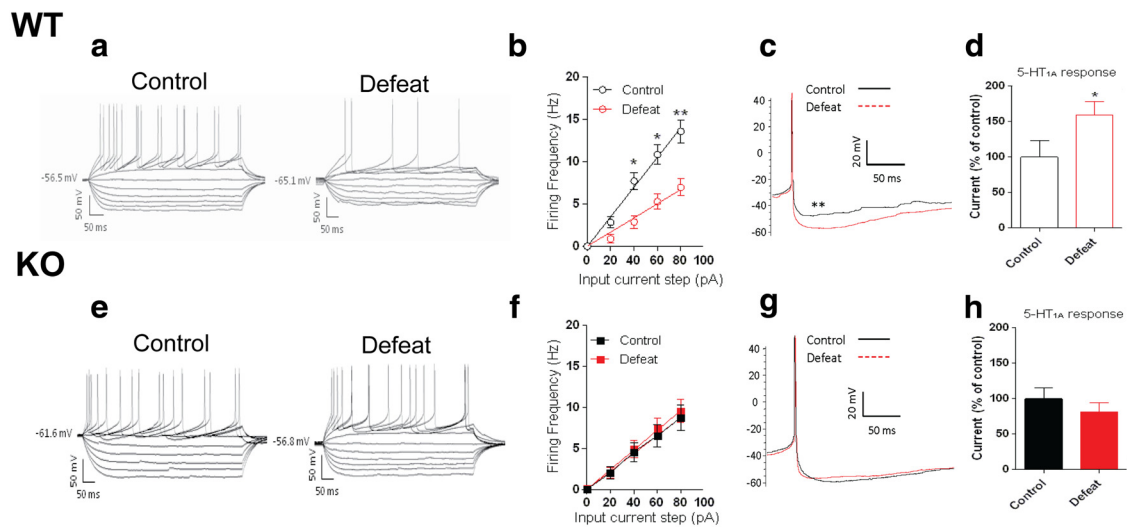 WT
a
Control
Defeat
-56.5 mV
50 mV
50 ms
-65.1 mV
50 mV
50 ms
b
Firing Frequency (Hz)
20
15
10
5
0
Control
Defeat
*
*
**
0 20 40 60 80 100
Input current step (pA)
c
Control
Defeat
40
20
0
-20
-40
-60
20 mV
50 ms
**
d
5-HT1A response
Current (% of control)
200
150
100
50
0
*
Control
Defeat
KO
e
Control
Defeat
-61.6 mV
50 mV
50 ms
-56.8 mV
50 mV
50 ms
f
Firing Frequency (Hz)
20
15
10
5
0
Control
Defeat
0 20 40 60 80 100
Input current step (pA)
g
Control
Defeat
40
20
0
-20
-40
-60
20 mV
50 ms
h
5-HT1A response
Current (% of control)
200
150
100
50
0
Control
Defeat